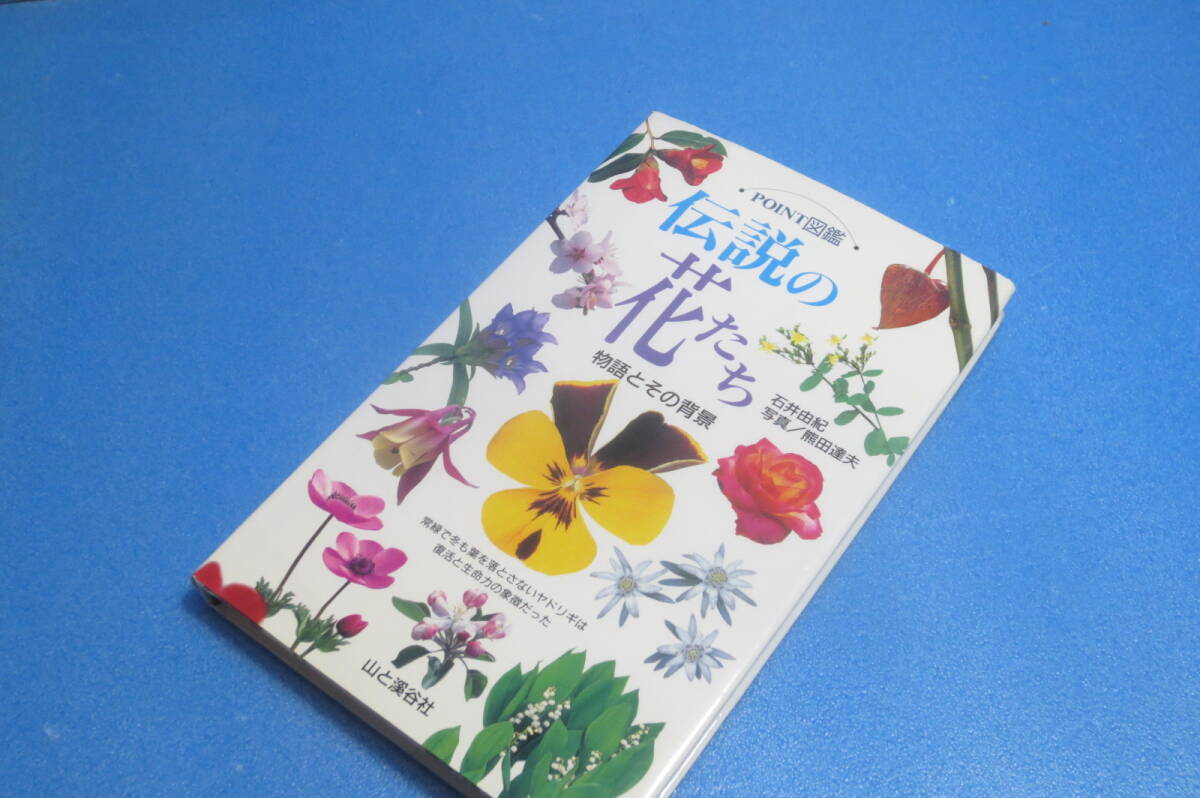 POINT図鑑
伝説の
花たち
物語とその背景
石井由紀
写真／熊田達夫
常緑で冬も葉を落とさないヤドリギは
復活と生命力の象徴だった
山と溪谷社